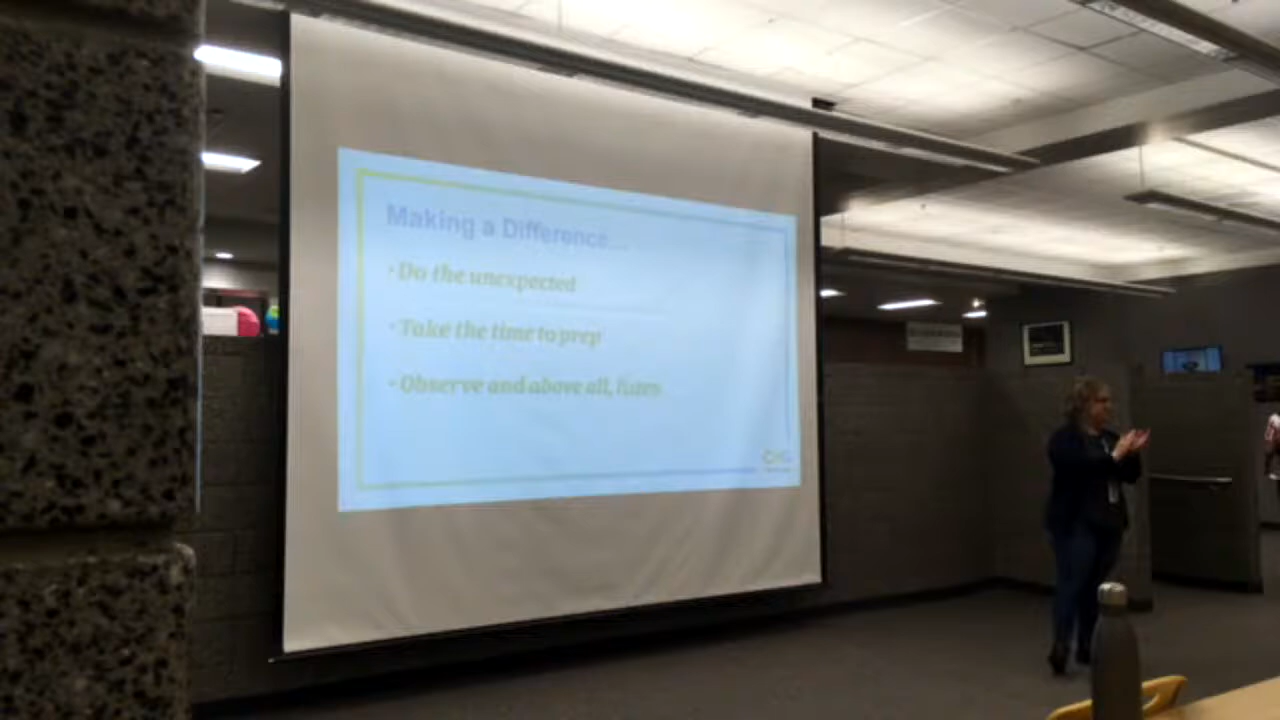 Making a Difference...
· Do the unexpected
· Take the time to prep
· Observe and above all, listen